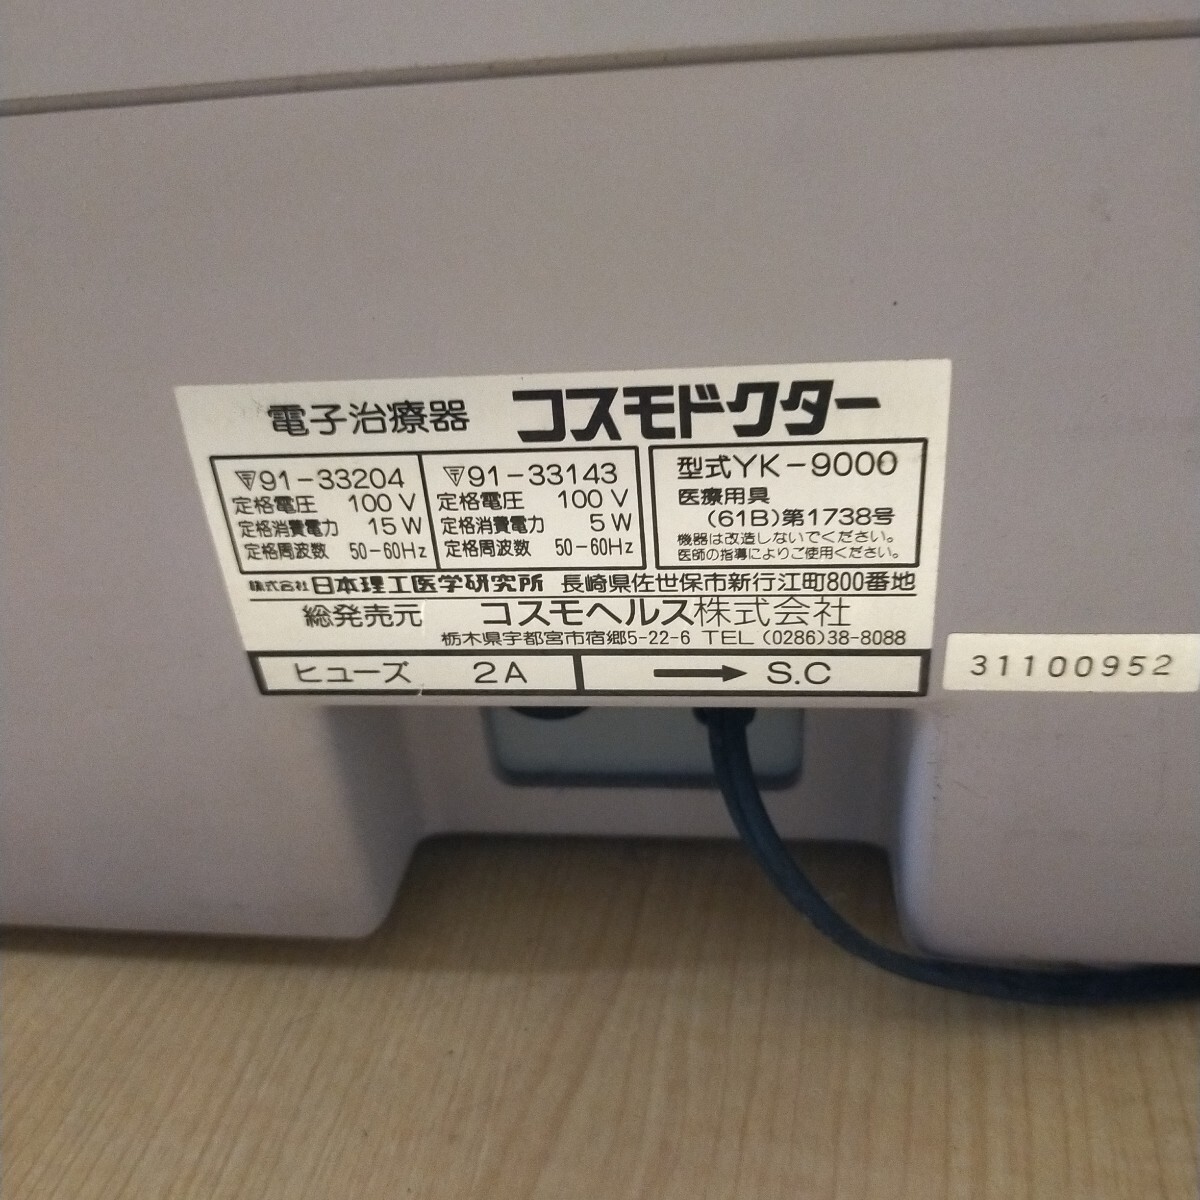 電子治療器 コスモドクター
〒91-33204
定格電圧 100V
定格消費電力 15W
定格周波数 50-60Hz
〒91-33143
定格電圧 100V
定格消費電力 5W
定格周波数 50-60Hz
型式YK-9000
医療用具
(61B)第1738号
機器は改造しないでください。
医師の指導によりご使用ください。
株式会社 日本理工医学研究所 長崎県佐世保市新行江町800番地
総発売元 コスモヘルス株式会社
栃木県宇都宮市宿郷5-22-6 TEL (0286)38-8088
ヒューズ 2A
→ S.C
31100952